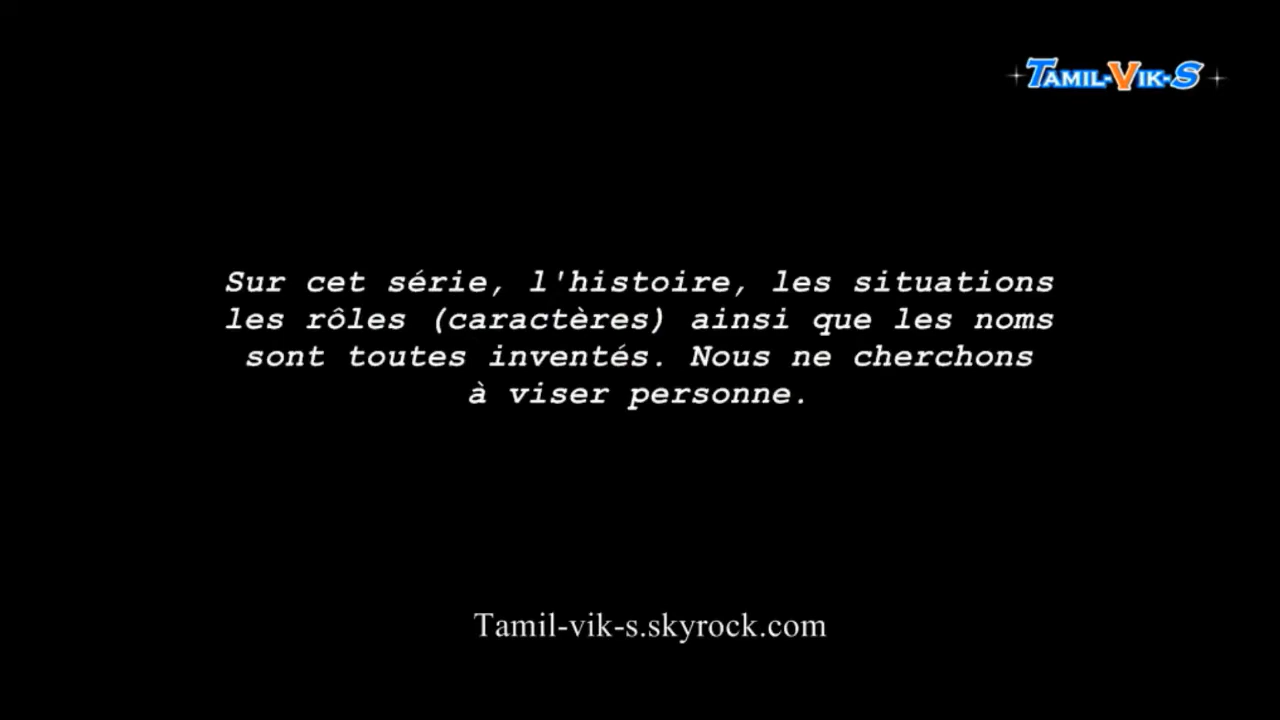 TAMIL-VIK-S
Sur cet série, l'histoire, les situations
les rôles (caractères) ainsi que les noms
sont toutes inventés. Nous ne cherchons
à viser personne.
Tamil-vik-s.skyrock.com